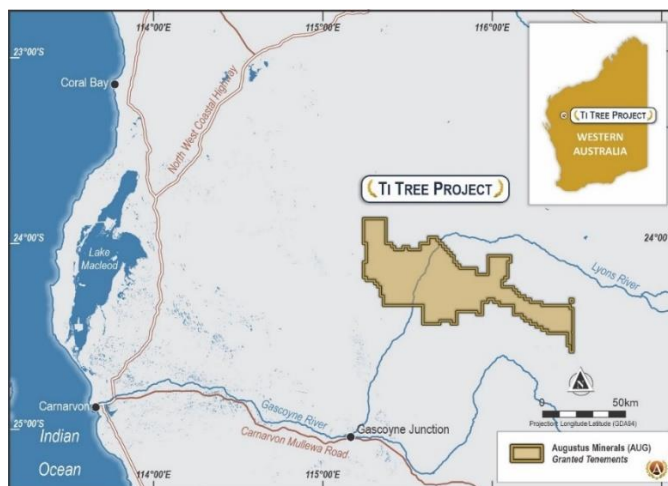 114°00'E
115°00'E
116°00'E
23°00'S
Coral Bay
North West Coastal Highway
TI TREE PROJECT
WESTERN
AUSTRALIA
TI TREE PROJECT
24°00'S
24°00'
Lake
Macleod
Lyons River
Carnarvon
Gascoyne River
Carnarvon Mullewa Road
Gascoyne Junction
25°00'S
Indian
Ocean
0 50km
Projection: Longitude Latitude (GDA94)
Augustus Minerals (AUG)
Granted Tenements
114°00'E
115°00'E